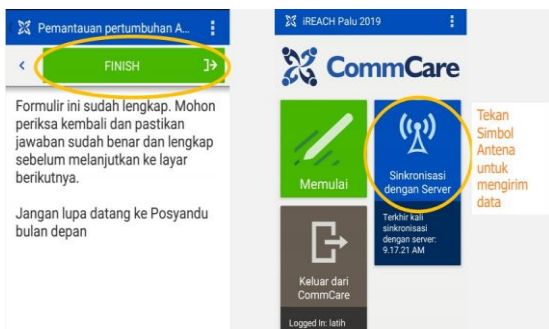 Pemantauan pertumbuhan A...
FINISH
Formulir ini sudah lengkap. Mohon
periksa kembali dan pastikan
jawaban sudah benar dan lengkap
sebelum melanjutkan ke layar
berikutnya.
Jangan lupa datang ke Posyandu
bulan depan
iREACH Palu 2019
CommCare
Memulai
Sinkronisasi
dengan Server
Terkhir kali
sinkronisasi
dengan server:
9.17.21 AM
Keluar dari
CommCare
Logged In: latih
Tekan
Simbol
Antena
untuk
mengirim
data